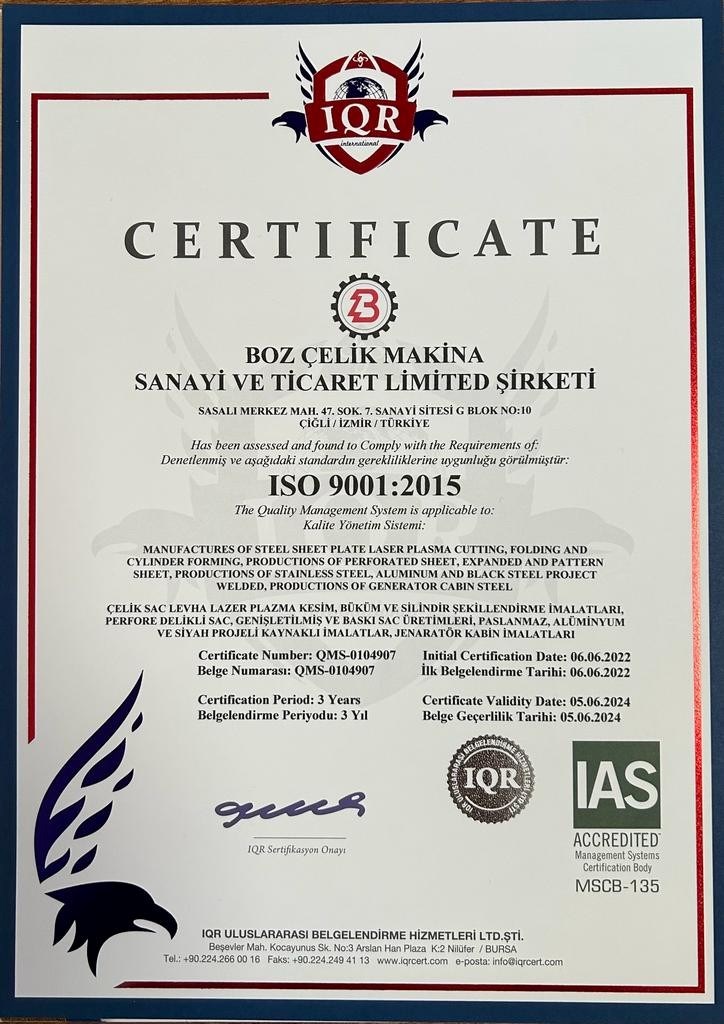 IQR
international
CERTIFICATE
B
BOZ ÇELİK MAKİNA
SANAYİ VE TİCARET LİMİTED ŞİRKETİ
SASALI MERKEZ MAH. 47. SOK. 7. SANAYİ SİTESİ G BLOK NO:10
ÇİĞLİ / İZMİR / TÜRKİYE
Has been assessed and found to Comply with the Requirements of:
Denetlenmiş ve aşağıdaki standardın gerekliliklerine uygunluğu görülmüştür:
ISO 9001:2015
The Quality Management System is applicable to:
Kalite Yönetim Sistemi:
MANUFACTURES OF STEEL SHEET PLATE LASER PLASMA CUTTING, FOLDING AND
CYLINDER FORMING, PRODUCTIONS OF PERFORATED SHEET, EXPANDED AND PATTERN
SHEET, PRODUCTIONS OF STAINLESS STEEL, ALUMINUM AND BLACK STEEL PROJECT
WELDED, PRODUCTIONS OF GENERATOR CABIN STEEL
ÇELİK SAC LEVHA LAZER PLAZMA KESİM, BÜKÜM VE SİLİNDİR ŞEKİLLENDİRME İMALATLARI,
PERFORE DELİKLİ SAC, GENİŞLETİLMİŞ VE BASKI SAC ÜRETİMLERİ, PASLANMAZ, ALÜMİNYUM
VE SİYAH PROJELİ KAYNAKLI İMALATLAR, JENARATÖR KABİN İMALATLARI
Certificate Number: QMS-0104907 Initial Certification Date: 06.06.2022
Belge Numarası: QMS-0104907 İlk Belgelendirme Tarihi: 06.06.2022
Certification Period: 3 Years Certificate Validity Date: 05.06.2024
Belgelendirme Periyodu: 3 Yıl Belge Geçerlilik Tarihi: 05.06.2024
IQR ULUSLARARASI BELGELENDİRME HİZMETLERİ LTD.ŞTİ.
IQR
IAS
ACCREDITED
Management Systems
Certification Body
MSCB-135
IQR Sertifikasyon Onayı
IQR ULUSLARARASI BELGELENDİRME HİZMETLERİ LTD.ŞTİ.
Beşevler Mah. Kocayunus Sk. No:3 Arslan Han Plaza K:2 Nilüfer / BURSA
Tel.: +90.224.266 00 16 Faks: +90.224.249 41 13 www.iqrcert.com e-posta: info@iqrcert.com